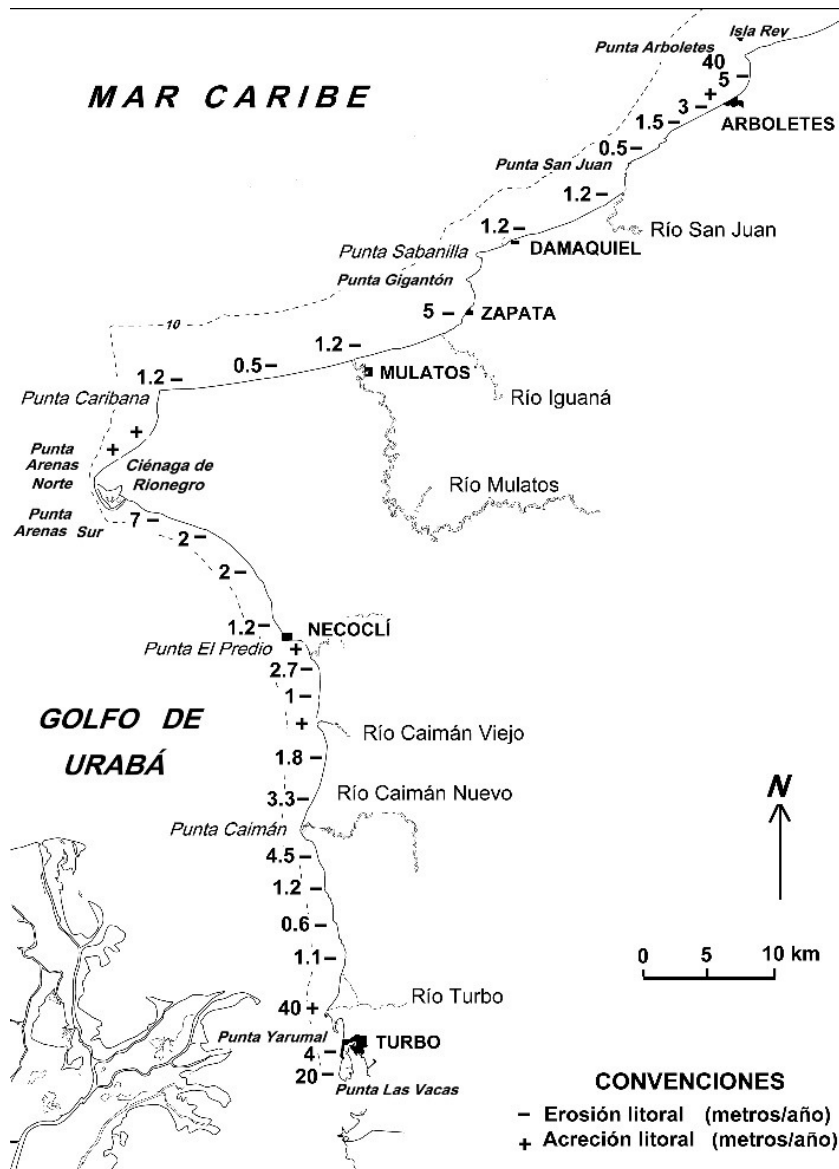 Isla Rey
Punta Arboletes
40
MAR CARIBE
5 –
+
3 –
ARBOLETES
1.5 –
0.5 –
Punta San Juan
1.2 –
Río San Juan
1.2 –
DAMAQUIEL
Punta Sabanilla
Punta Gigantón
5 –
ZAPATA
10
1.2 –
0.5 –
1.2 –
MULATOS
Punta Caribana
Río Iguaná
+
+
Punta
Arenas
Norte
Ciénaga de
Rionegro
Río Mulatos
Punta
Arenas Sur
7 –
2 –
2 –
1.2 –
NECOCLÍ
Punta El Predio
+
2.7 –
1 –
GOLFO DE
URABÁ
+
Río Caimán Viejo
1.8 –
3.3 –
Río Caimán Nuevo
Punta Caimán
N
4.5 –
1.2 –
0.6 –
1.1 –
0 5 10 km
40 +
Río Turbo
Punta Yarumal
TURBO
4 –
20 –
Punta Las Vacas
CONVENCIONES
– Erosión litoral (metros/año)
+ Acreción litoral (metros/año)